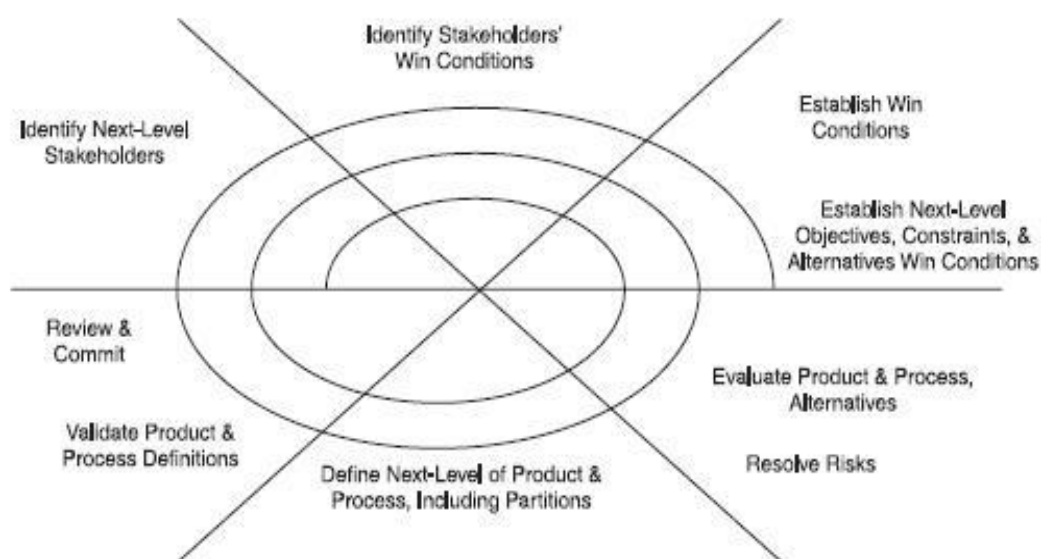 Identify Stakeholders'
Win Conditions
Establish Win
Conditions
Identify Next-Level
Stakeholders
Establish Next-Level
Objectives, Constraints, &
Alternatives Win Conditions
Review &
Commit
Evaluate Product & Process,
Alternatives
Validate Product &
Process Definitions
Define Next-Level of Product &
Process, Including Partitions
Resolve Risks